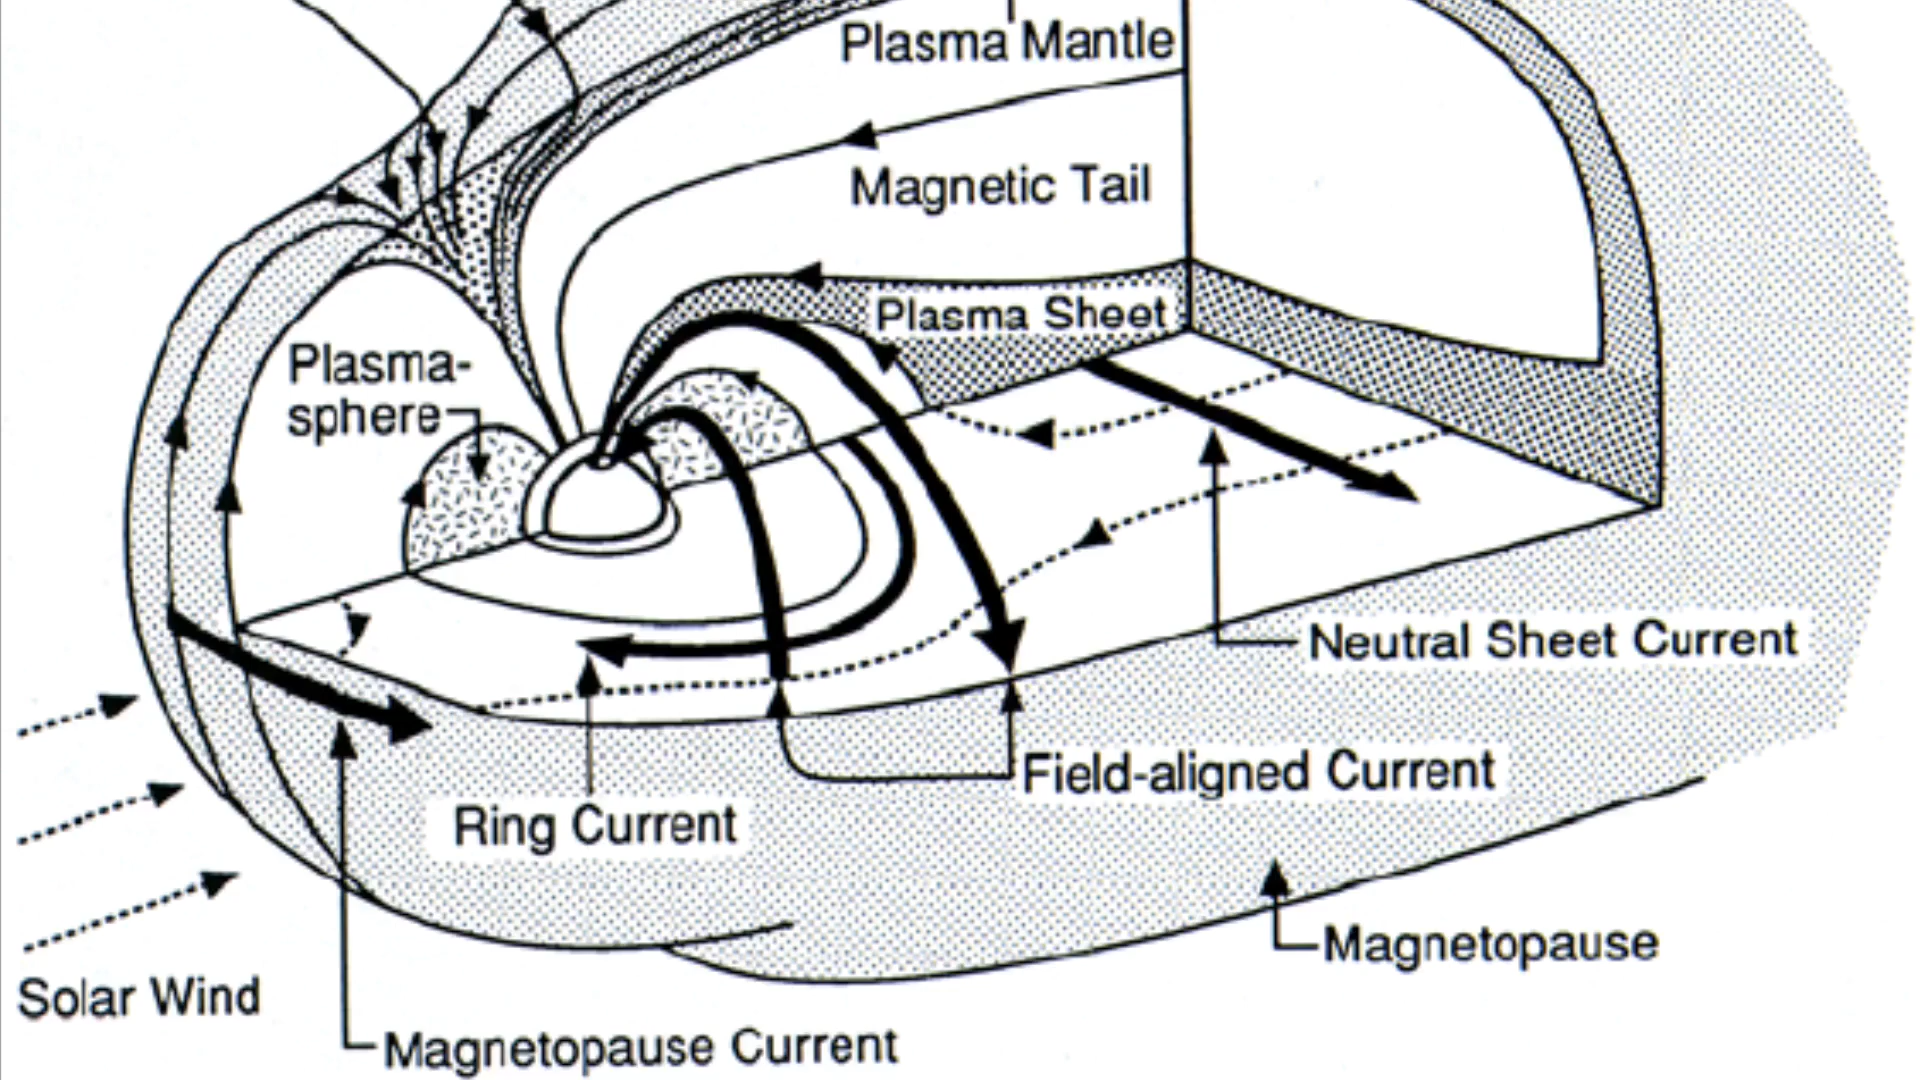 Plasma Mantle
Magnetic Tail
Plasma Sheet
Plasma-
sphere
Neutral Sheet Current
Field-aligned Current
Ring Current
Magnetopause
Solar Wind
Magnetopause Current